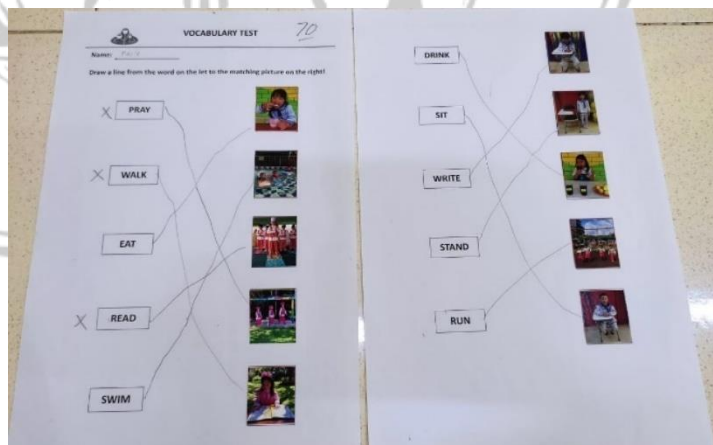 VOCABULARY TEST
70
Name:
Draw a line from the word on the let to the matching picture on the right!
X PRAY
X WALK
EAT
X READ
SWIM
DRINK
SIT
WRITE
STAND
RUN